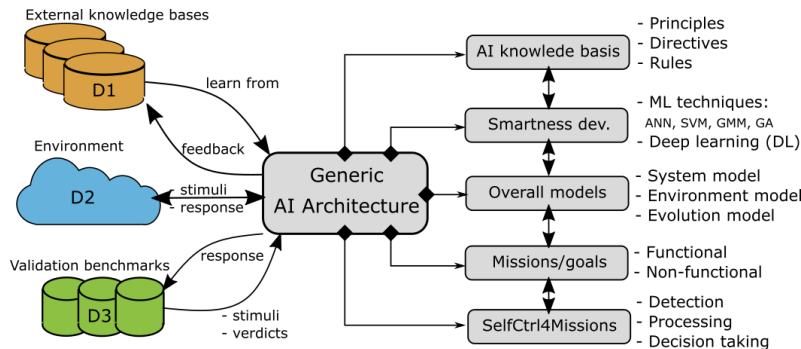 External knowledge bases
D1
learn from
feedback
Environment
D2
- stimuli
- response
Validation benchmarks
D3
response
- stimuli
- verdicts
Generic
AI Architecture
AI knowlede basis
- Principles
- Directives
- Rules
Smartness dev.
- ML techniques:
ANN, SVM, GMM, GA
- Deep learning (DL)
Overall models
- System model
- Environment model
- Evolution model
Missions/goals
- Functional
- Non-functional
SelfCtrl4Missions
- Detection
- Processing
- Decision taking